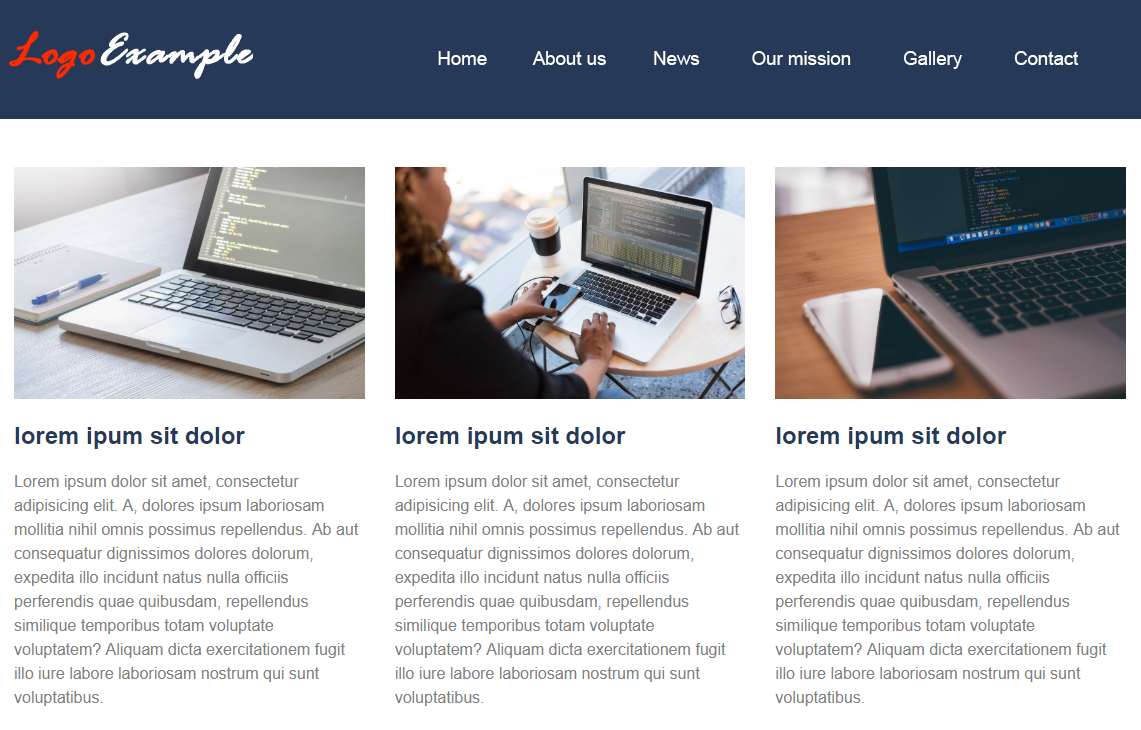 Logo Example
Home About us News Our mission Gallery Contact
lorem ipum sit dolor
Lorem ipsum dolor sit amet, consectetur
adipisicing elit. A, dolores ipsum laboriosam
mollitia nihil omnis possimus repellendus. Ab aut
consequatur dignissimos dolores dolorum,
expedita illo incidunt natus nulla officiis
perferendis quae quibusdam, repellendus
similique temporibus totam voluptate
voluptatem? Aliquam dicta exercitationem fugit
illo iure labore laboriosam nostrum qui sunt
voluptatibus.
lorem ipum sit dolor
Lorem ipsum dolor sit amet, consectetur
adipisicing elit. A, dolores ipsum laboriosam
mollitia nihil omnis possimus repellendus. Ab aut
consequatur dignissimos dolores dolorum,
expedita illo incidunt natus nulla officiis
perferendis quae quibusdam, repellendus
similique temporibus totam voluptate
voluptatem? Aliquam dicta exercitationem fugit
illo iure labore laboriosam nostrum qui sunt
voluptatibus.
lorem ipum sit dolor
Lorem ipsum dolor sit amet, consectetur
adipisicing elit. A, dolores ipsum laboriosam
mollitia nihil omnis possimus repellendus. Ab aut
consequatur dignissimos dolores dolorum,
expedita illo incidunt natus nulla officiis
perferendis quae quibusdam, repellendus
similique temporibus totam voluptate
voluptatem? Aliquam dicta exercitationem fugit
illo iure labore laboriosam nostrum qui sunt
voluptatibus.